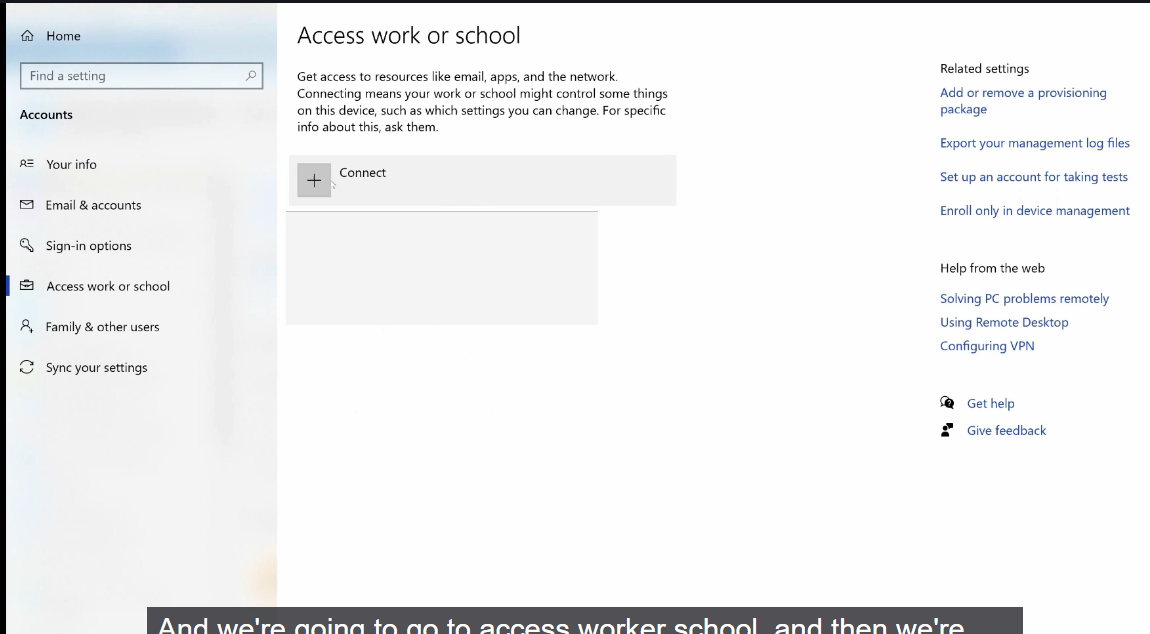 Home
Find a setting
Accounts
Your info
Email & accounts
Sign-in options
Access work or school
Family & other users
Sync your settings
Access work or school
Get access to resources like email, apps, and the network.
Connecting means your work or school might control some things
on this device, such as which settings you can change. For specific
info about this, ask them.
Connect
Related settings
Add or remove a provisioning
package
Export your management log files
Set up an account for taking tests
Enroll only in device management
Help from the web
Solving PC problems remotely
Using Remote Desktop
Configuring VPN
Get help
Give feedback
And we're going to go to access worker school, and then we're